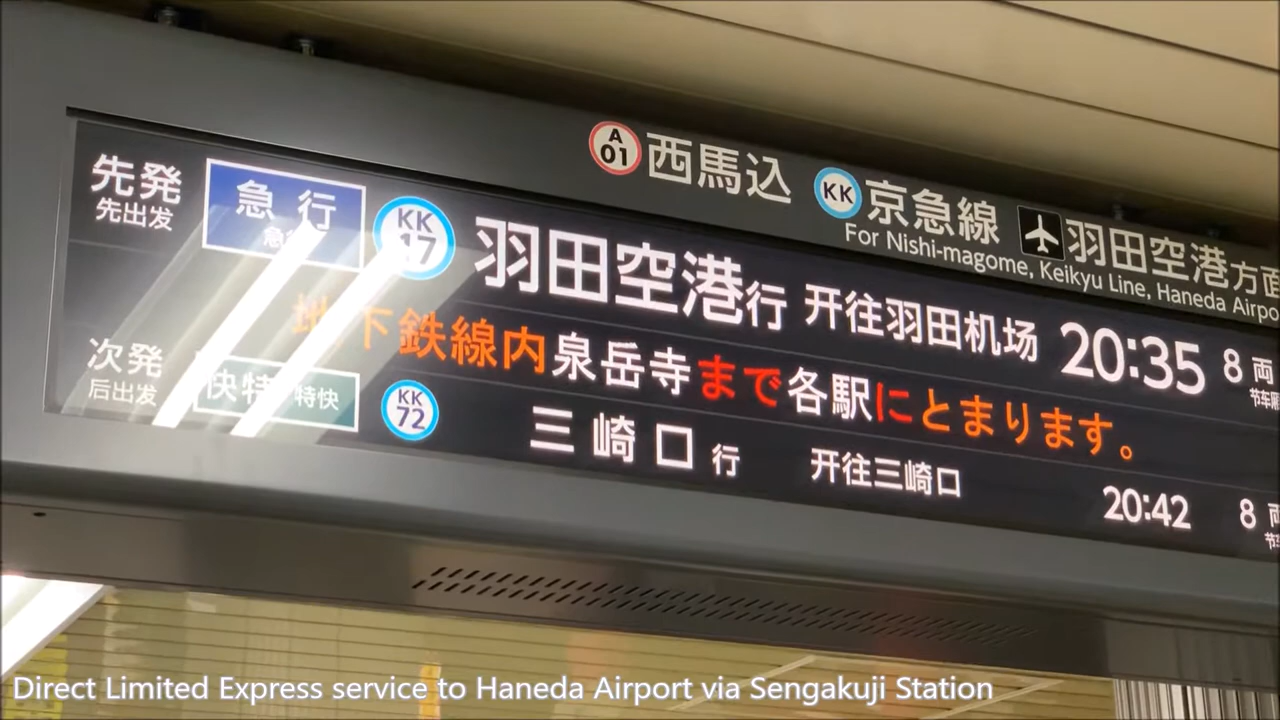 A 01 西馬込 KK 京急線 羽田空港方面
For Nishi-magome, Keikyu Line, Haneda Airpo
先発 急行 KK 17 羽田空港行 开往羽田机场 20:35 8両
先出发
地下鉄線内泉岳寺まで各駅にとまります。
次発 快特 特快 KK 72 三崎口行 开往三崎口 20:42 8
后出发
Direct Limited Express service to Haneda Airport via Sengakuji Station